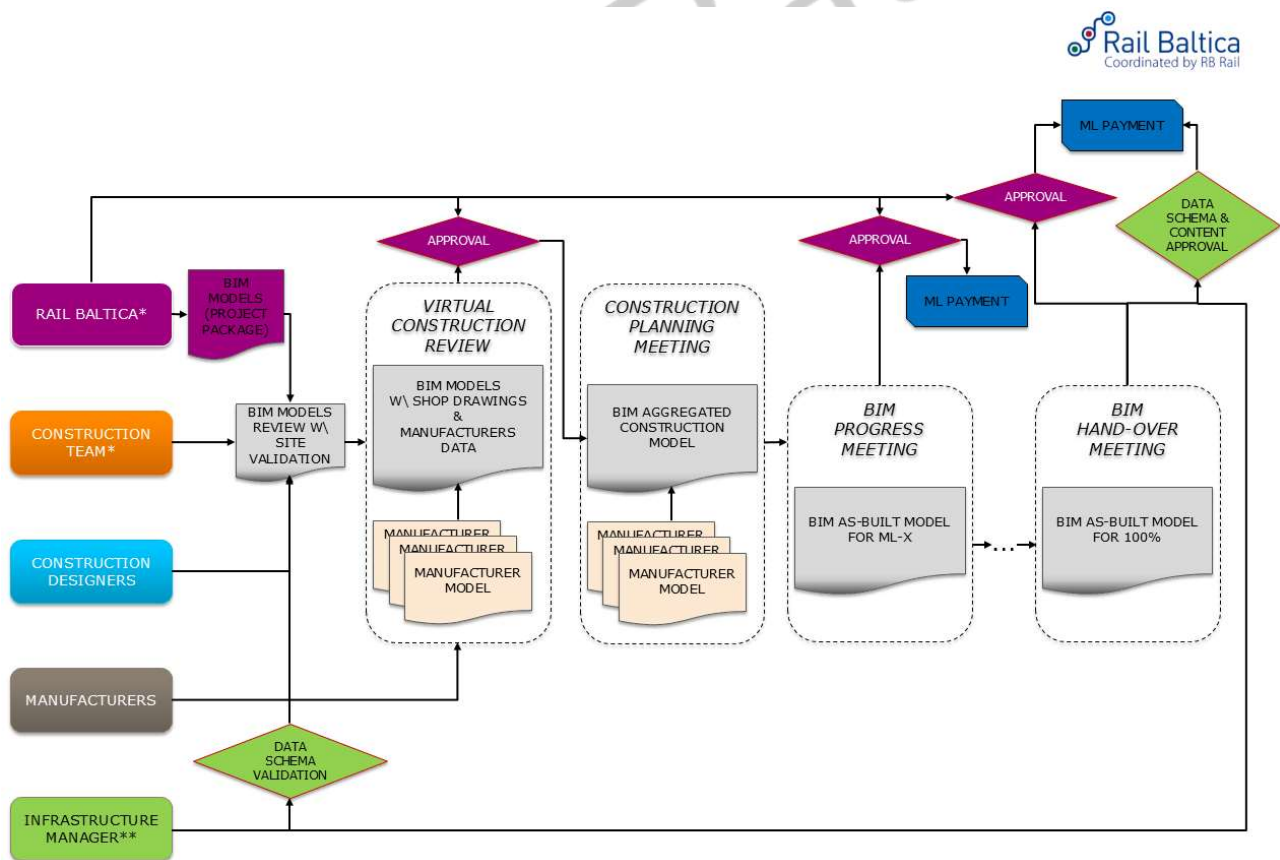 Rail Baltica
Coordinated by RB Rail
ML PAYMENT
APPROVAL
DATA
SCHEMA &
CONTENT
APPROVAL
APPROVAL
APPROVAL
ML PAYMENT
RAIL BALTICA*
BIM
MODELS
(PROJECT
PACKAGE)
VIRTUAL
CONSTRUCTION
REVIEW
CONSTRUCTION
PLANNING
MEETING
CONSTRUCTION
TEAM*
BIM MODELS
REVIEW W\
SITE
VALIDATION
BIM MODELS
W\ SHOP DRAWINGS
&
MANUFACTURERS
DATA
BIM AGGREGATED
CONSTRUCTION
MODEL
BIM
PROGRESS
MEETING
BIM
HAND-OVER
MEETING
CONSTRUCTION
DESIGNERS
MANUFACTURER
MANUFACTURER
MANUFACTURER
MODEL
MANUFACTURER
MANUFACTURER
MANUFACTURER
MODEL
BIM AS-BUILT MODEL
FOR ML-X
...
BIM AS-BUILT MODEL
FOR 100%
MANUFACTURERS
DATA
SCHEMA
VALIDATION
INFRASTRUCTURE
MANAGER**